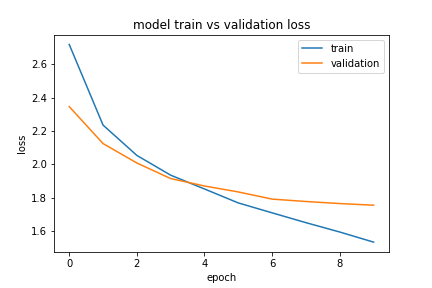 model train vs validation loss
train
validation
2.6
2.4
2.2
2.0
1.8
1.6
loss
0
2
4
6
8
epoch